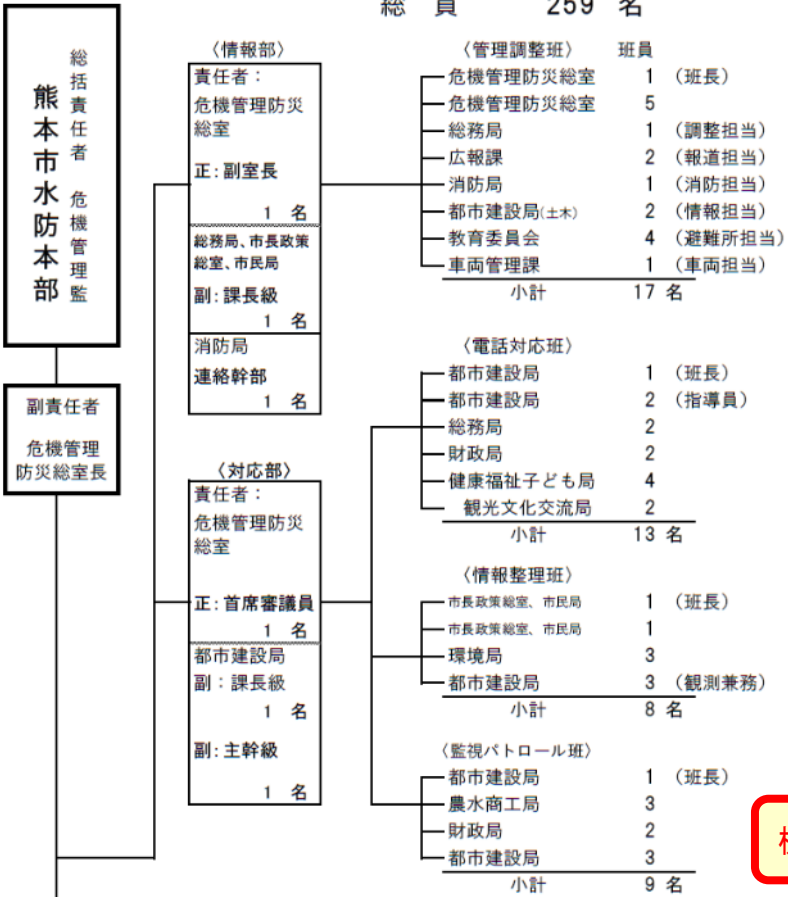 総 員 259 名
総括責任者 危機管理監
熊本市水防本部
副責任者
危機管理
防災総室長
〈情報部〉
責任者：
危機管理防災
総室
正：副室長
1 名
総務局、市長政策
総室、市民局
副：課長級
1 名
消防局
連絡幹部
1 名
〈対応部〉
責任者：
危機管理防災
総室
正：首席審議員
1 名
都市建設局
副：課長級
1 名
副：主幹級
1 名
〈管理調整班〉 班員
危機管理防災総室 1 （班長）
危機管理防災総室 5
総務局 1 （調整担当）
広報課 2 （報道担当）
消防局 1 （消防担当）
都市建設局(土木) 2 （情報担当）
教育委員会 4 （避難所担当）
車両管理課 1 （車両担当）
小計 17 名
〈電話対応班〉
都市建設局 1 （班長）
都市建設局 2 （指導員）
総務局 2
財政局 2
健康福祉子ども局 4
観光文化交流局 2
小計 13 名
〈情報整理班〉
市長政策総室、市民局 1 （班長）
市長政策総室、市民局 1
環境局 3
都市建設局 3 （観測兼務）
小計 8 名
〈監視パトロール班〉
都市建設局 1 （班長）
農水商工局 3
財政局 2
都市建設局 3
小計 9 名